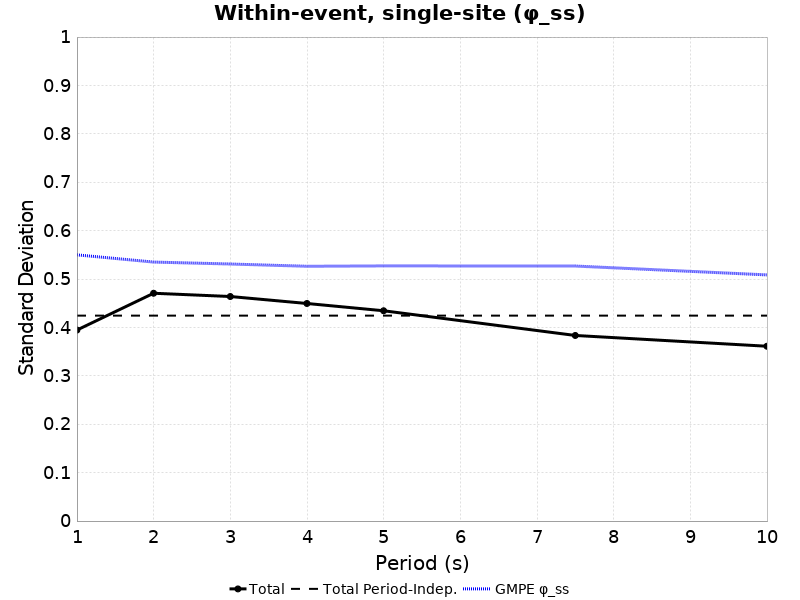 Within-event, single-site (φ_ss)
1
0.9
0.8
0.7
0.6
0.5
0.4
0.3
0.2
0.1
0
Standard Deviation
1 2 3 4 5 6 7 8 9 10
Period (s)
Total Total Period-Indep. GMPE φ_ss